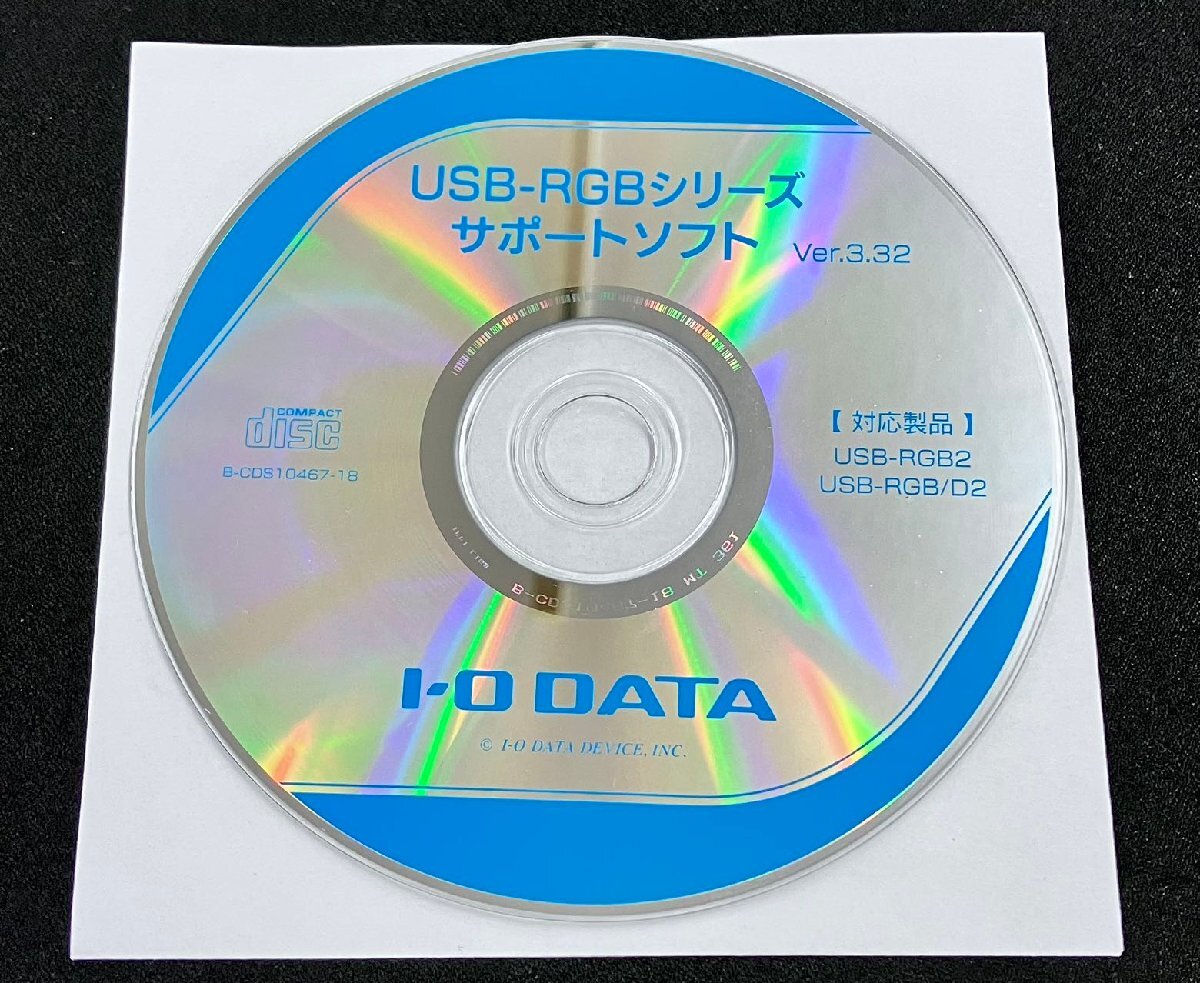 USB-RGBシリーズ
サポートソフト Ver.3.32
COMPACT
disc
B-CDS10467-18
【 対応製品 】
USB-RGB2
USB-RGB/D2
I-O DATA
© I-O DATA DEVICE, INC.